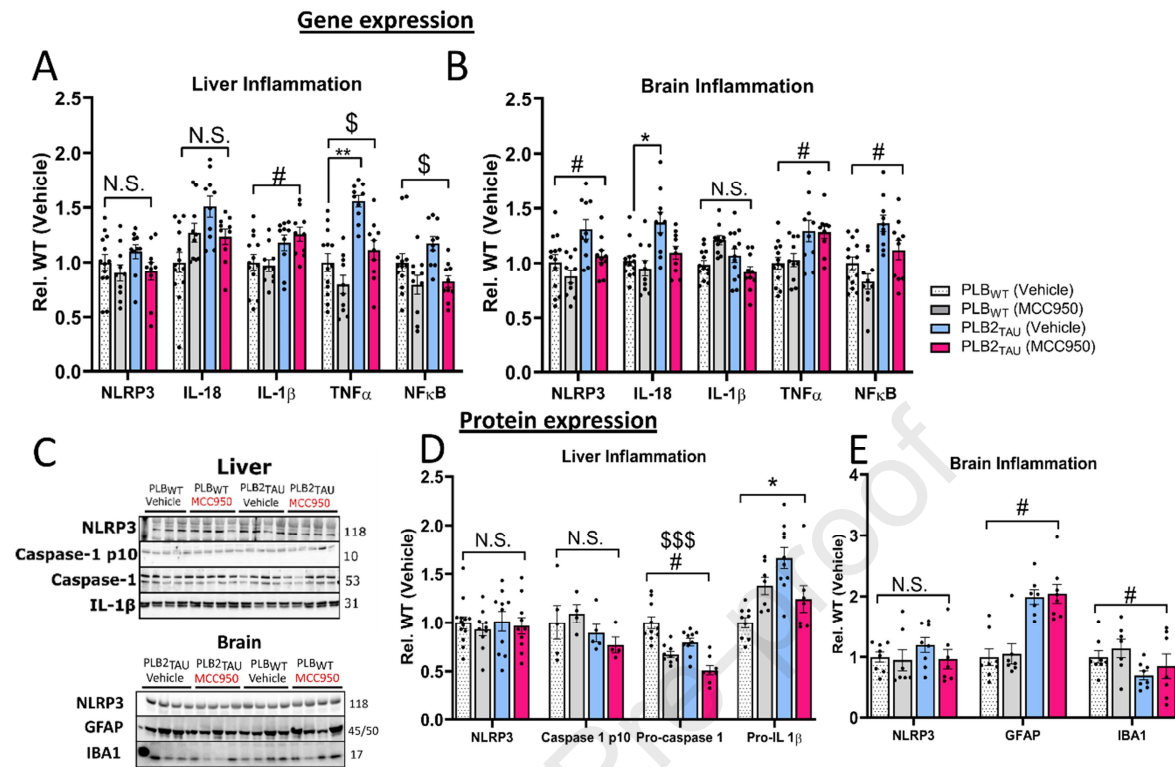 Gene expression
A
Liver Inflammation
Rel. WT (Vehicle)
2.5
2.0
1.5
1.0
0.5
0.0
N.S.
N.S.
#
$
**
$
NLRP3 IL-18 IL-1β TNFα NFκB
B
Brain Inflammation
Rel. WT (Vehicle)
2.5
2.0
1.5
1.0
0.5
0.0
#
*
N.S.
#
#
NLRP3 IL-18 IL-1β TNFα NFκB
PLBWT (Vehicle)
PLBWT (MCC950)
PLB2TAU (Vehicle)
PLB2TAU (MCC950)
Protein expression
C
Liver
PLBWT PLBWT PLB2TAU PLB2TAU
Vehicle MCC950 Vehicle MCC950
NLRP3 118
Caspase-1 p10 10
Caspase-1 53
IL-1β 31
Brain
PLB2TAU PLB2TAU PLBWT PLBWT
Vehicle MCC950 Vehicle MCC950
NLRP3 118
GFAP 45/50
IBA1 17
D
Liver Inflammation
Rel. WT (Vehicle)
2.5
2.0
1.5
1.0
0.5
0.0
N.S.
N.S.
$$$
#
*
NLRP3 Caspase 1 p10 Pro-caspase 1 Pro-IL 1β
E
Brain Inflammation
Rel. WT (Vehicle)
4
3
2
1
0
N.S.
#
#
NLRP3 GFAP IBA1
Pre-proof